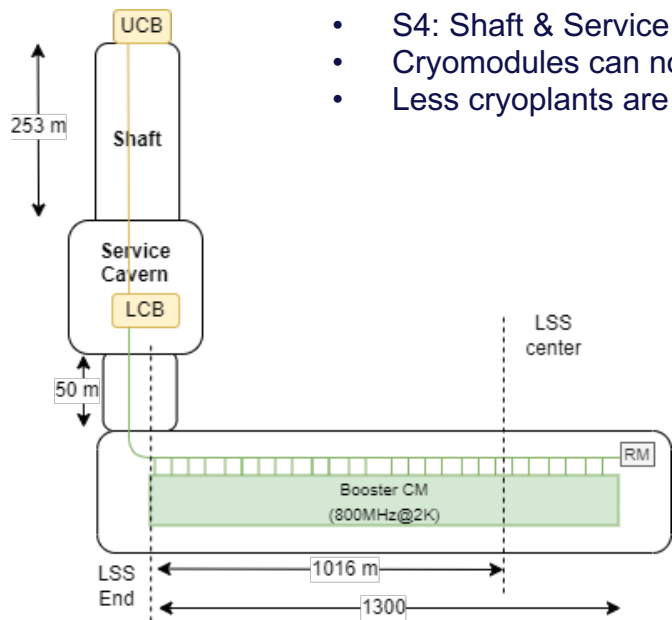 UCB
• S4: Shaft & Service
• Cryomodules can no
• Less cryoplants are
253 m
Shaft
Service
Cavern
LCB
LSS
center
50 m
RM
Booster CM
(800MHz@2K)
LSS
End
1016 m
1300